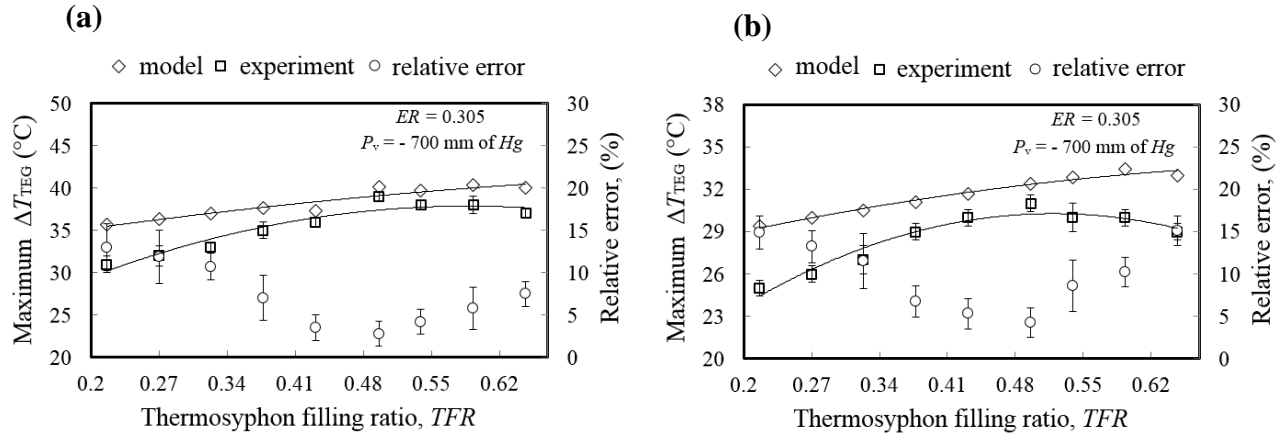 (a)
◇ model □ experiment ○ relative error
ER = 0.305
P_v = - 700 mm of Hg
Maximum ΔT_TEG (°C)
50
45
40
35
30
25
20
Relative error, (%)
30
25
20
15
10
5
0
0.2 0.27 0.34 0.41 0.48 0.55 0.62
Thermosyphon filling ratio, TFR
(b)
◇ model □ experiment ○ relative error
ER = 0.305
P_v = - 700 mm of Hg
Maximum ΔT_TEG (°C)
38
35
32
29
26
23
20
Relative error, (%)
30
25
20
15
10
5
0
0.2 0.27 0.34 0.41 0.48 0.55 0.62
Thermosyphon filling ratio, TFR